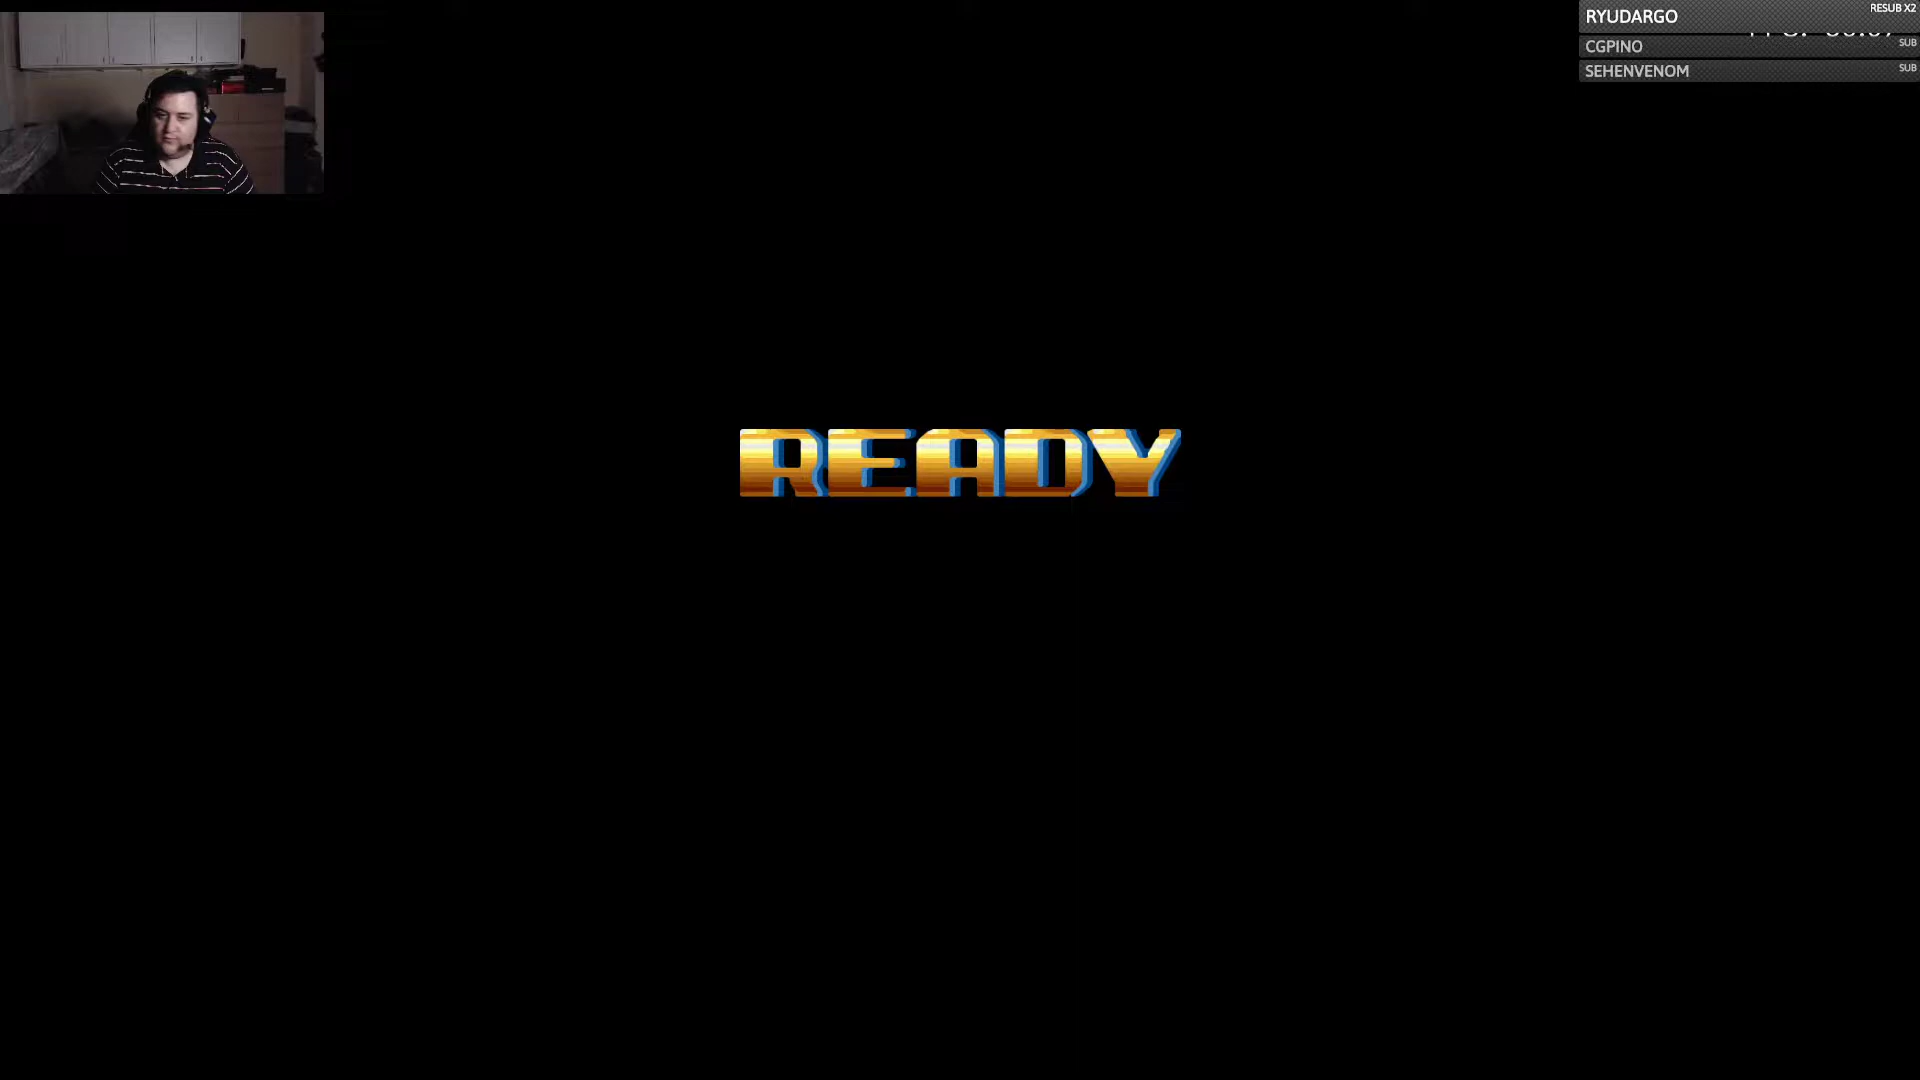 RYUDARGO
RESUB X2
CGPINO
SUB
SEHENVENOM
SUB
READY